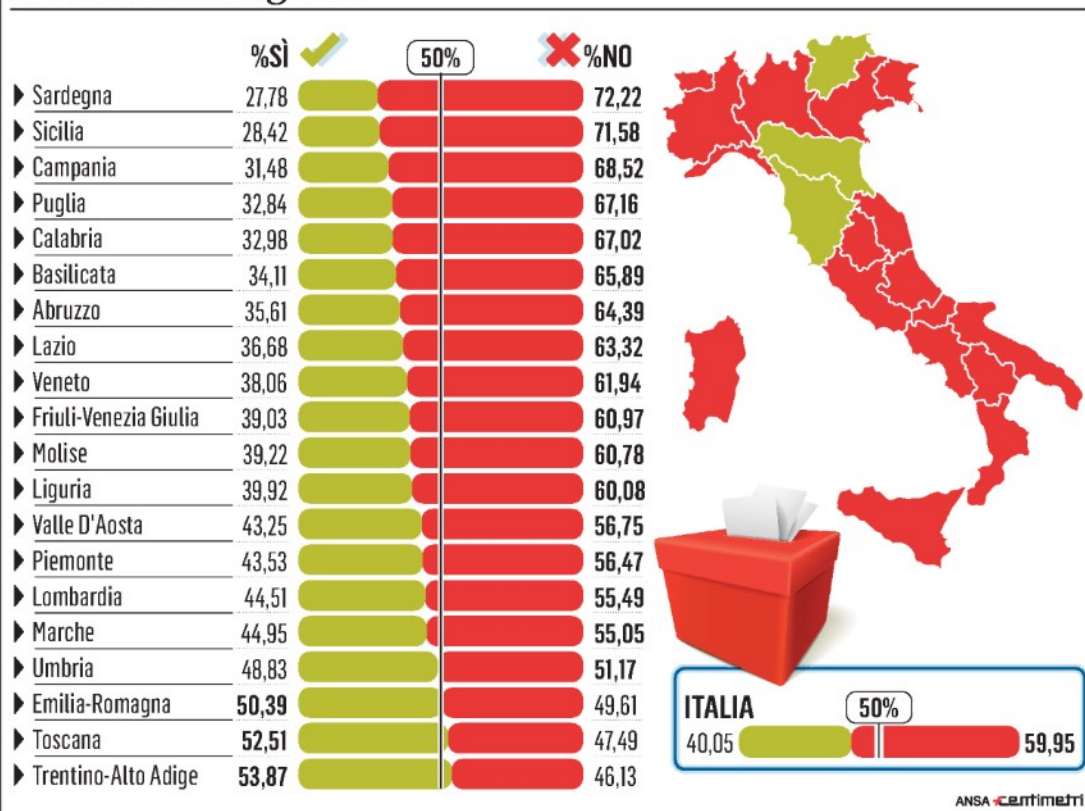 %SÌ 50% %NO
Sardegna 27,78 72,22
Sicilia 28,42 71,58
Campania 31,48 68,52
Puglia 32,84 67,16
Calabria 32,98 67,02
Basilicata 34,11 65,89
Abruzzo 35,61 64,39
Lazio 36,68 63,32
Veneto 38,06 61,94
Friuli-Venezia Giulia 39,03 60,97
Molise 39,22 60,78
Liguria 39,92 60,08
Valle D'Aosta 43,25 56,75
Piemonte 43,53 56,47
Lombardia 44,51 55,49
Marche 44,95 55,05
Umbria 48,83 51,17
Emilia-Romagna 50,39 49,61
Toscana 52,51 47,49
Trentino-Alto Adige 53,87 46,13
ITALIA 50%
40,05 59,95
ANSA centimetri